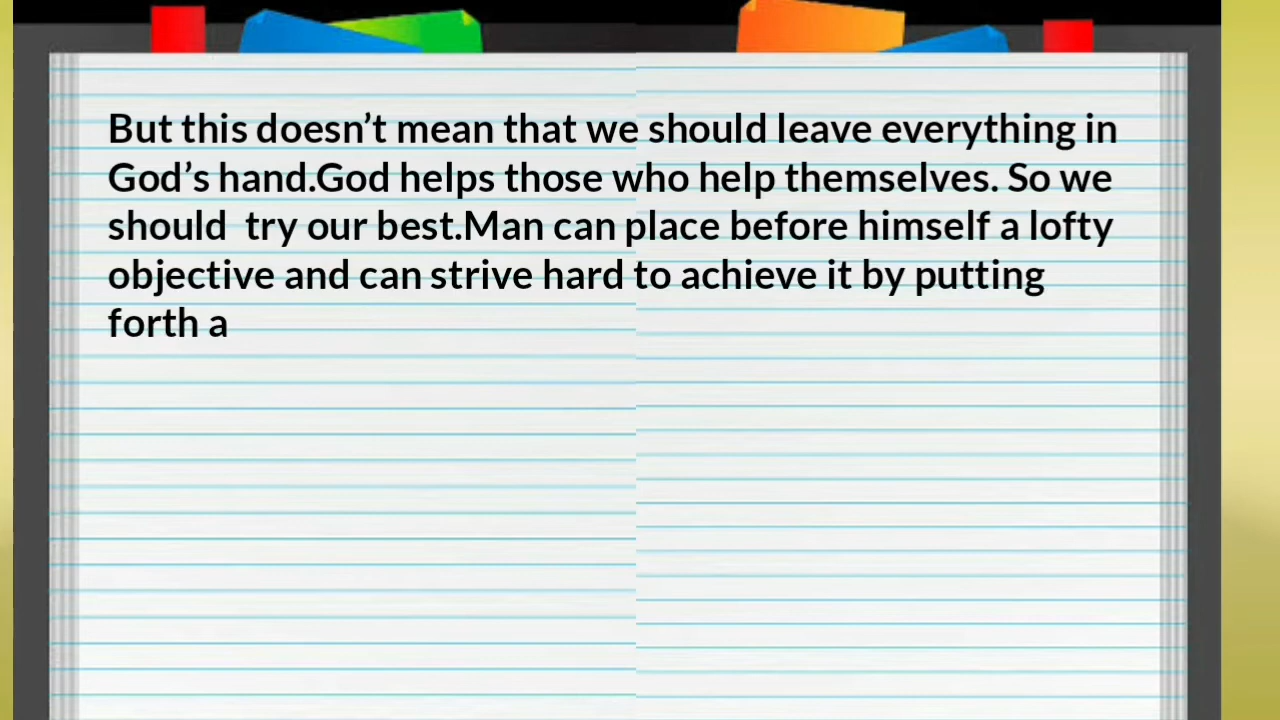 But this doesn’t mean that we should leave everything in
God’s hand.God helps those who help themselves. So we
should  try our best.Man can place before himself a lofty
objective and can strive hard to achieve it by putting
forth a